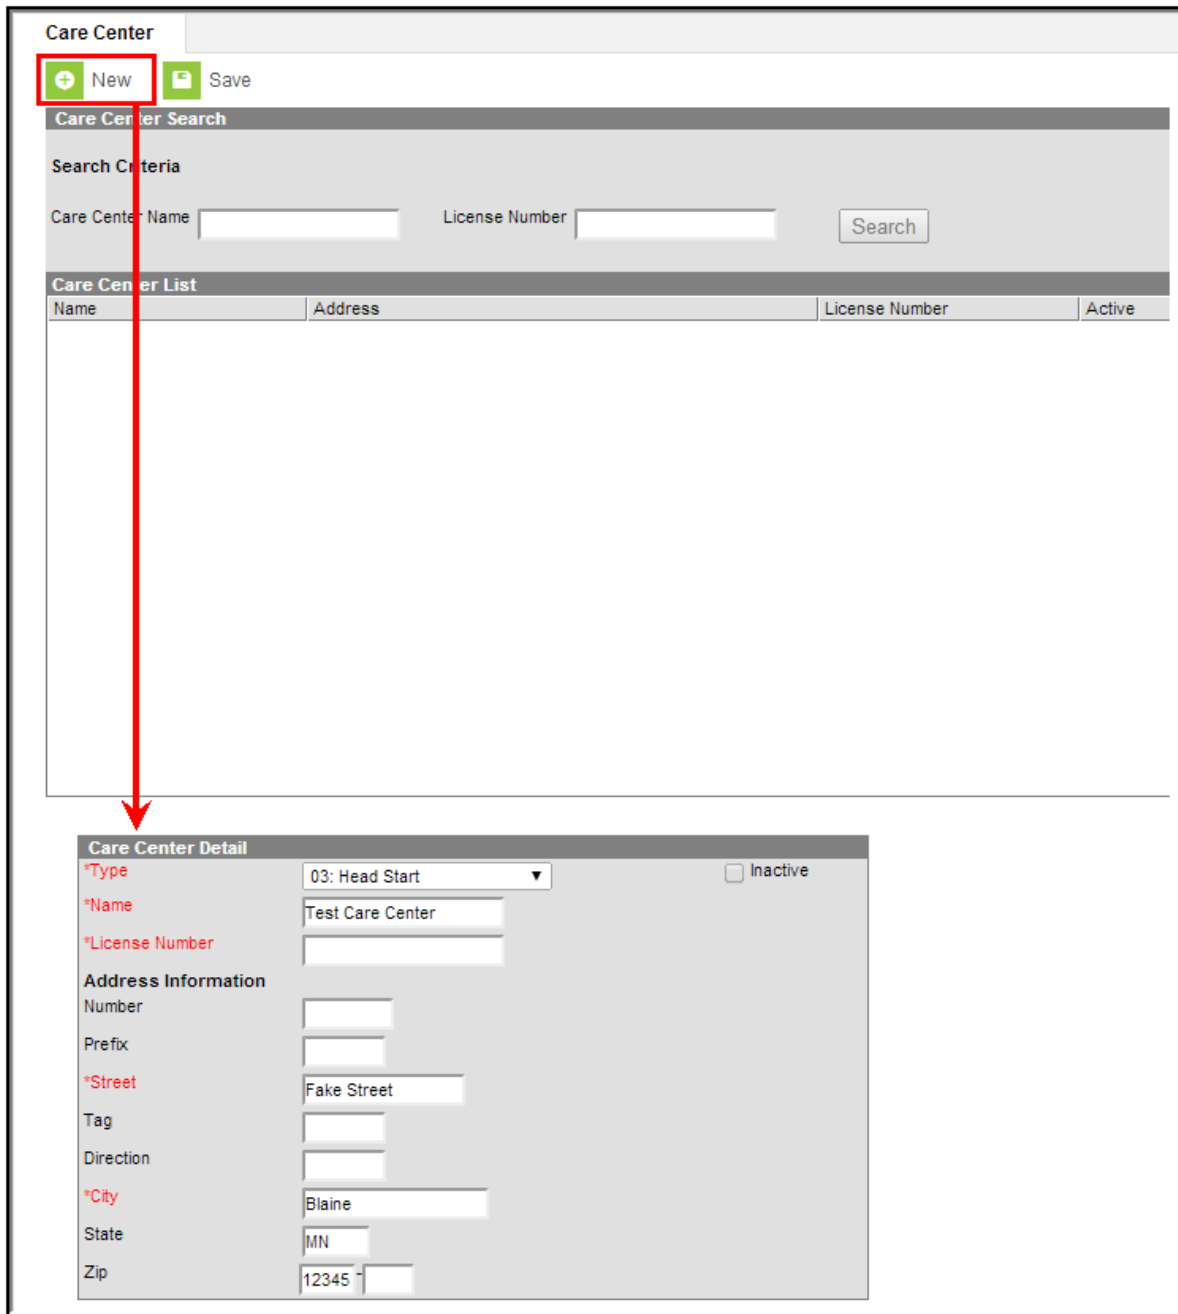 Care Center
New Save
Care Center Search
Search Criteria
Care Center Name License Number Search
Care Center List
Name Address License Number Active
Care Center Detail
*Type 03: Head Start Inactive
*Name Test Care Center
*License Number
Address Information
Number
Prefix
*Street Fake Street
Tag
Direction
*City Blaine
State MN
Zip 12345 -